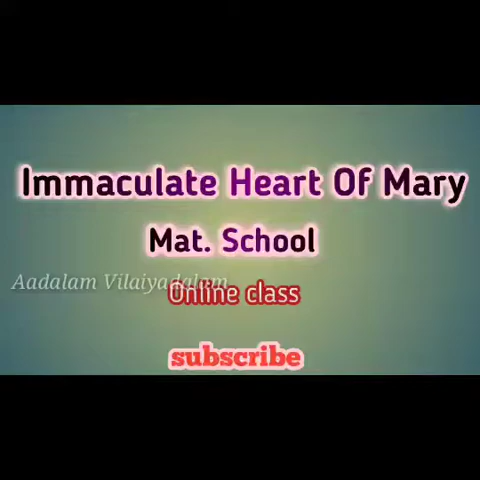 Immaculate Heart Of Mary
Mat. School
Aadalam Vilaiyadalam
Online class
subscribe